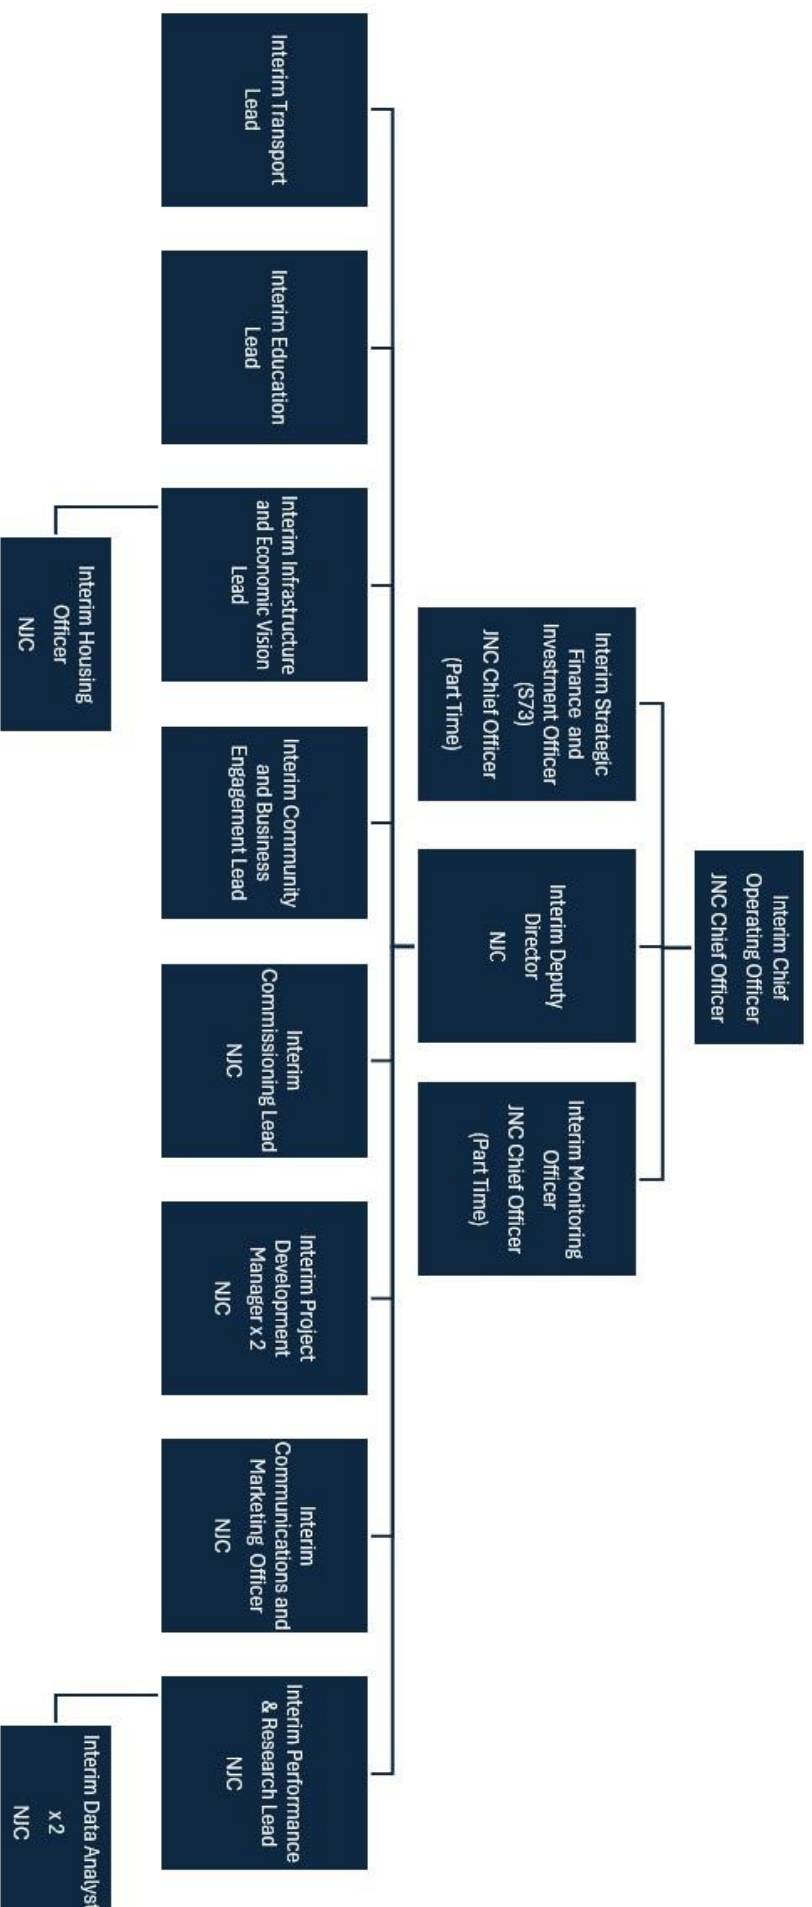 Interim Chief
Operating Officer
JNC Chief Officer
Interim Strategic
Finance and
Investment Officer
(S73)
JNC Chief Officer
(Part Time)
Interim Deputy
Director
NJC
Interim Monitoring
Officer
JNC Chief Officer
(Part Time)
Interim Transport
Lead
Interim Education
Lead
Interim Infrastructure
and Economic Vision
Lead
Interim Community
and Business
Engagement Lead
Interim
Commissioning Lead
NJC
Interim Project
Development
Manager x 2
NJC
Interim
Communications and
Marketing Officer
NJC
Interim Performance
& Research Lead
NJC
Interim Housing
Officer
NJC
Interim Data Analyst
x 2
NJC